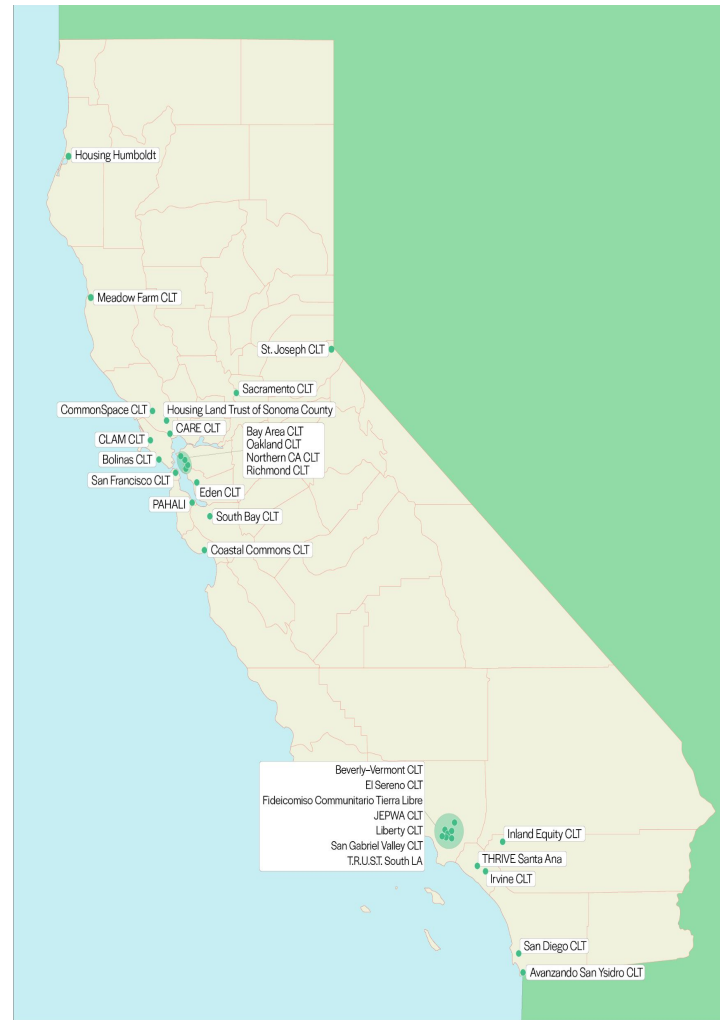 Housing Humboldt
Meadow Farm CLT
St. Joseph CLT
Sacramento CLT
CommonSpace CLT
Housing Land Trust of Sonoma County
CARE CLT
Bay Area CLT
Oakland CLT
Northern CA CLT
Richmond CLT
CLAM CLT
Bolinas CLT
San Francisco CLT
Eden CLT
PAHALI
South Bay CLT
Coastal Commons CLT
Beverly–Vermont CLT
El Sereno CLT
Fideicomiso Communitario Tierra Libre
JEPWA CLT
Liberty CLT
San Gabriel Valley CLT
T.R.U.S.T. South LA
Inland Equity CLT
THRIVE Santa Ana
Irvine CLT
San Diego CLT
Avanzando San Ysidro CLT